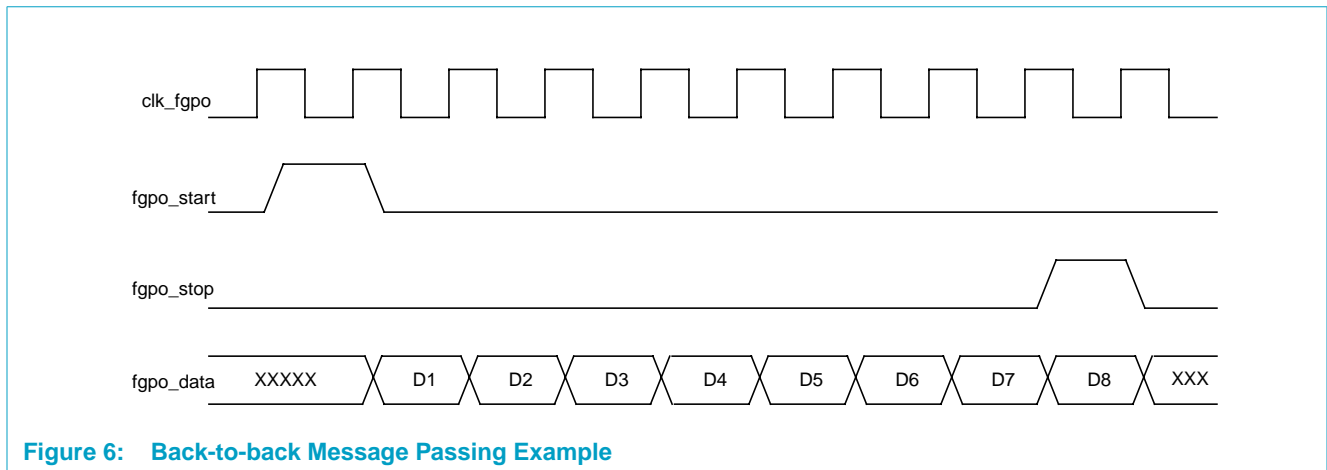 clk_fgpo
fgpo_start
fgpo_stop
fgpo_data XXXXX D1 D2 D3 D4 D5 D6 D7 D8 XXX
Figure 6: Back-to-back Message Passing Example